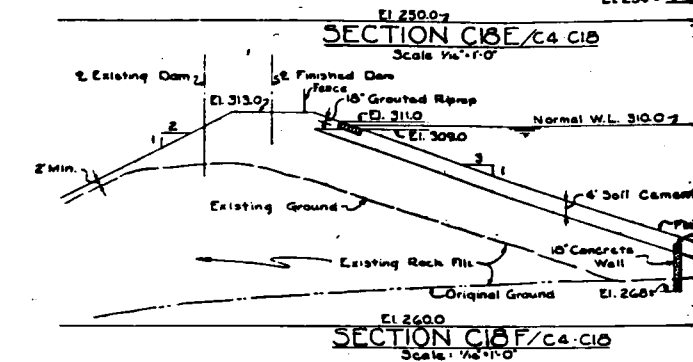 El. 250.0
SECTION C18E/C4-C18
Scale 1/16"=1'-0"
℄ Existing Dam
℄ Finished Dam
Fence
18" Grouted Riprap
El. 313.0
El. 311.0
Normal W.L. 310.0
El. 309.0
1 2
3 1
2' Min.
4' Soil Cement
Existing Ground
18" Concrete Wall
Existing Rock Fill
Original Ground
El. 268±
El. 260.0
SECTION C18F/C4-C18
Scale: 1/16"=1'-0"